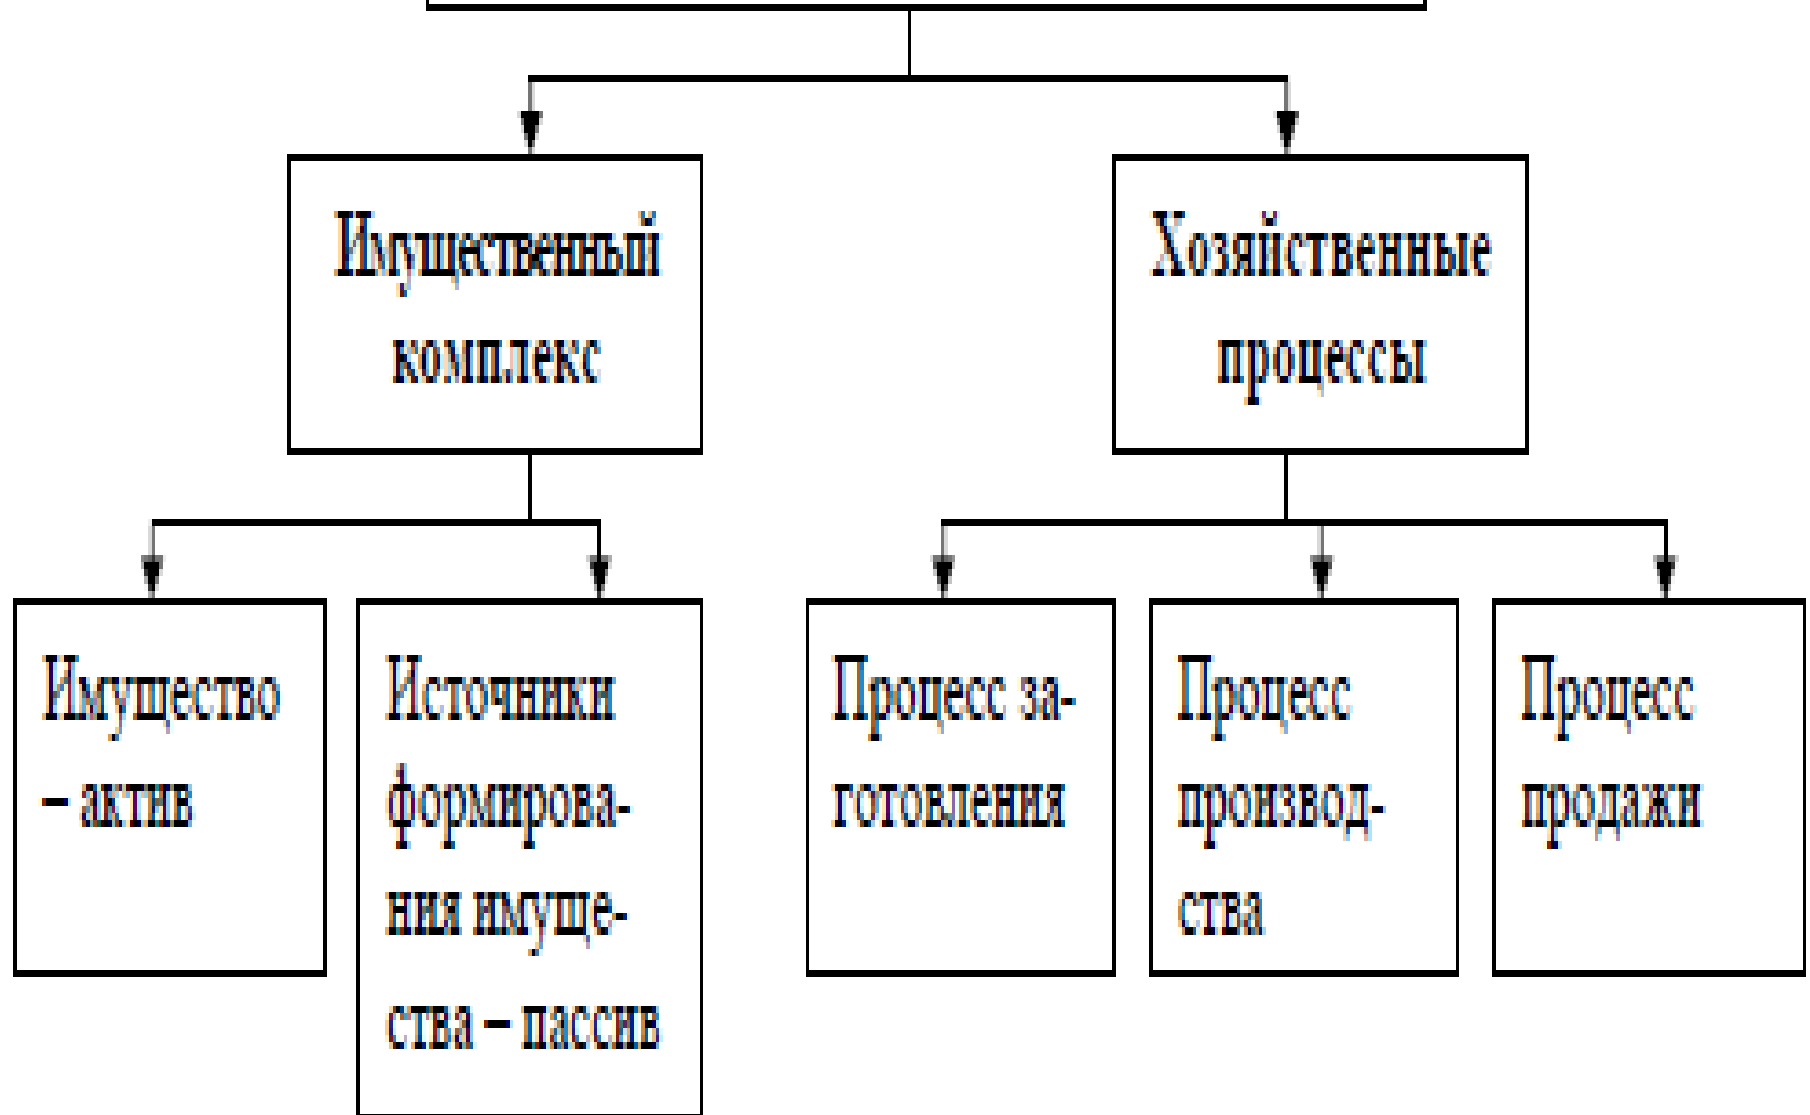 Имущественный
комплекс
Хозяйственные
процессы
Имущество
– актив
Источники
формирова-
ния имуще-
ства – пассив
Процесс за-
готовления
Процесс
производ-
ства
Процесс
продажи